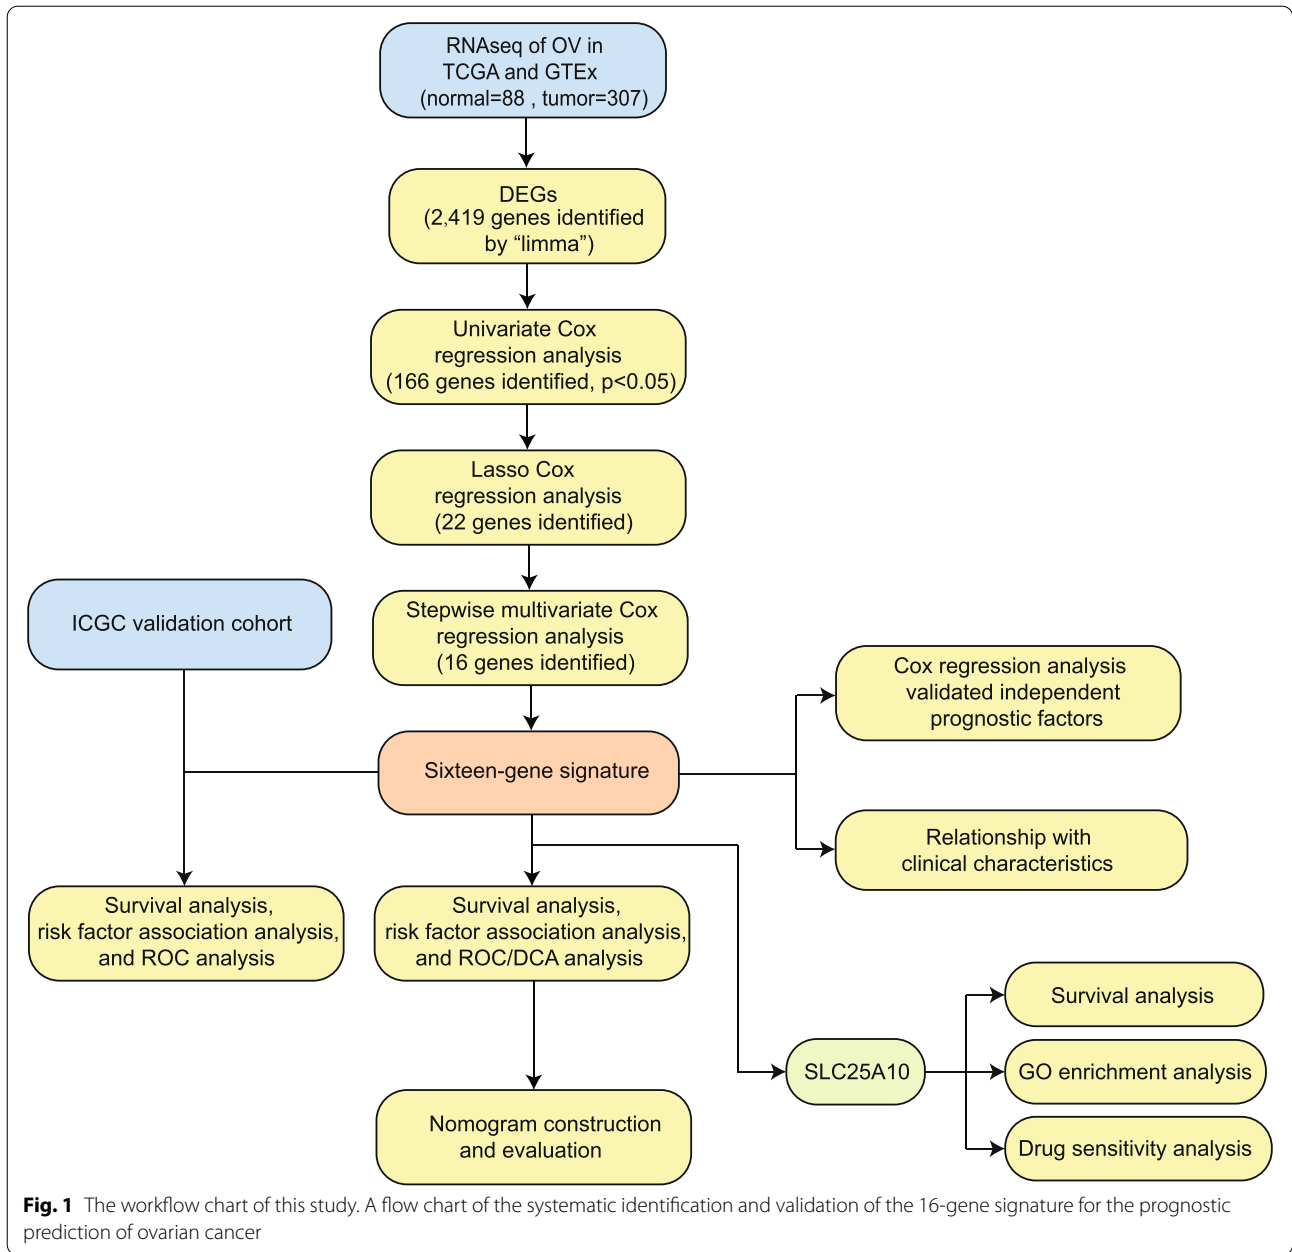 RNAseq of OV in
TCGA and GTEx
(normal=88 , tumor=307)
DEGs
(2,419 genes identified
by “limma”)
Univariate Cox
regression analysis
(166 genes identified, p<0.05)
Lasso Cox
regression analysis
(22 genes identified)
ICGC validation cohort
Stepwise multivariate Cox
regression analysis
(16 genes identified)
Cox regression analysis
validated independent
prognostic factors
Sixteen-gene signature
Relationship with
clinical characteristics
Survival analysis,
risk factor association analysis,
and ROC analysis
Survival analysis,
risk factor association analysis,
and ROC/DCA analysis
Survival analysis
SLC25A10
GO enrichment analysis
Drug sensitivity analysis
Nomogram construction
and evaluation
Fig. 1 The workflow chart of this study. A flow chart of the systematic identification and validation of the 16-gene signature for the prognostic
prediction of ovarian cancer